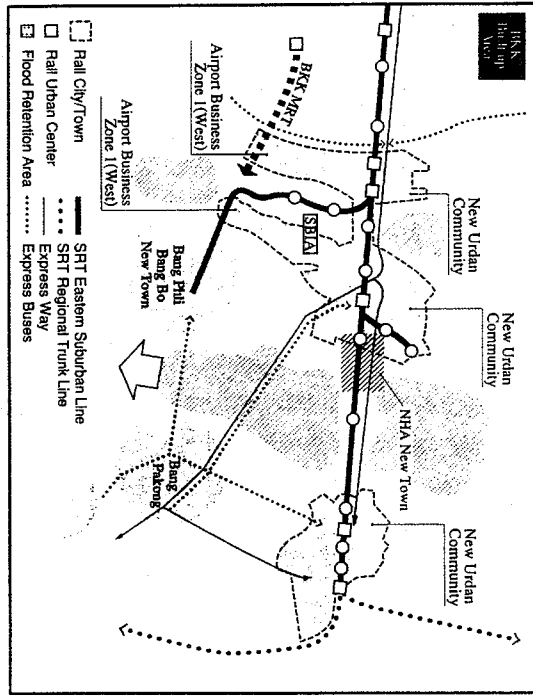 BKK
Built-up
Area
BKK MRT
Airport Business
Zone 1(West)
Airport Business
Zone 1(West)
SBIA
New Urdan
Community
New Urdan
Community
NHA New Town
New Urdan
Community
Bang Phli
Bang Bo
New Town
Bang
Pakong
Rail City/Town
Rail Urban Center
Flood Retention Area
SRT Eastern Suburban Line
SRT Regional Trunk Line
Express Way
Express Buses